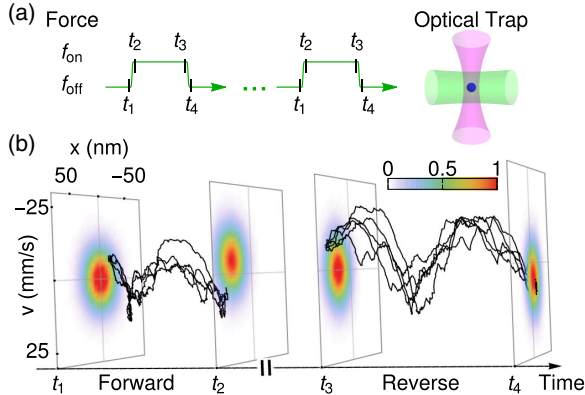 (a) Force Optical Trap
t2 t3 t2 t3
fon
foff
...
t1 t4 t1 t4
(b) x (nm)
50 −50
0 0.5 1
−25
v (mm/s)
25
t1 Forward t2 t3 Reverse t4 Time